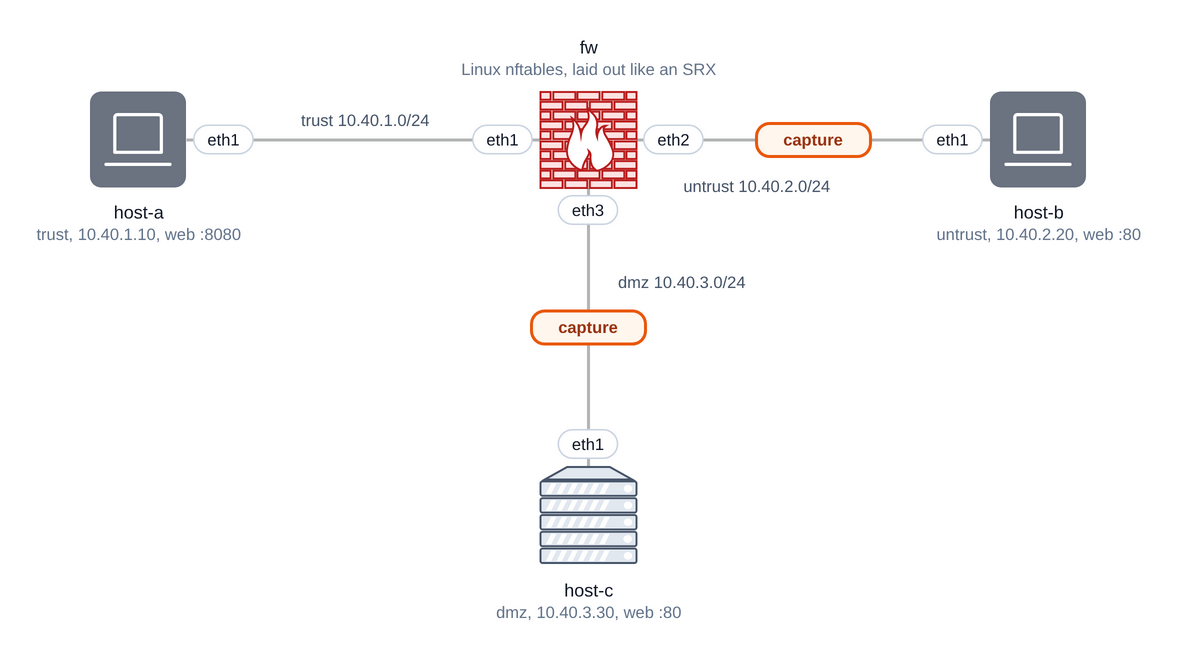 fw
Linux nftables, laid out like an SRX
trust 10.40.1.0/24
eth1
eth1
eth2
capture
eth1
untrust 10.40.2.0/24
host-a
trust, 10.40.1.10, web :8080
eth3
host-b
untrust, 10.40.2.20, web :80
dmz 10.40.3.0/24
capture
eth1
host-c
dmz, 10.40.3.30, web :80